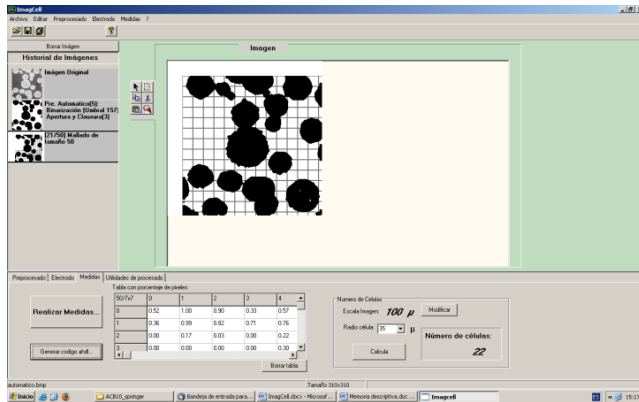 ImagCell
Archivo Editar Preprocesado Electrodo Medidas ?
Borrar Imágen
Historial de Imágenes
Imágen Original
Pre. Automatico(5):
Binarización (Umbral 157)
Apertura y Clausura(3)
(21/50) Mallado de
tamaño 50
Imagen
Preprocesado Electrodo Medidas Utilidades de procesado
Tabla con porcentaje de pixeles
Realizar Medidas...
Generar codigo ahdl...
50/7x7 0 1 2 3 4
0 0.52 1.00 0.90 0.33 0.57
1 0.36 0.99 0.82 0.71 0.76
2 0.00 0.17 0.03 0.00 0.22
3 0.00 0.00 0.00 0.00 0.30
Borrar tabla
Numero de Células
Escala Imagen: 100 μ Modificar
Radio célula: 35 μ
Calcula
Número de células:
22
automatico.bmp Tamaño 310x310
Inicio ACB10_springer Bandeja de entrada para... ImagCell.docx - Microsof... Memoria descriptiva.doc ... Imagcell